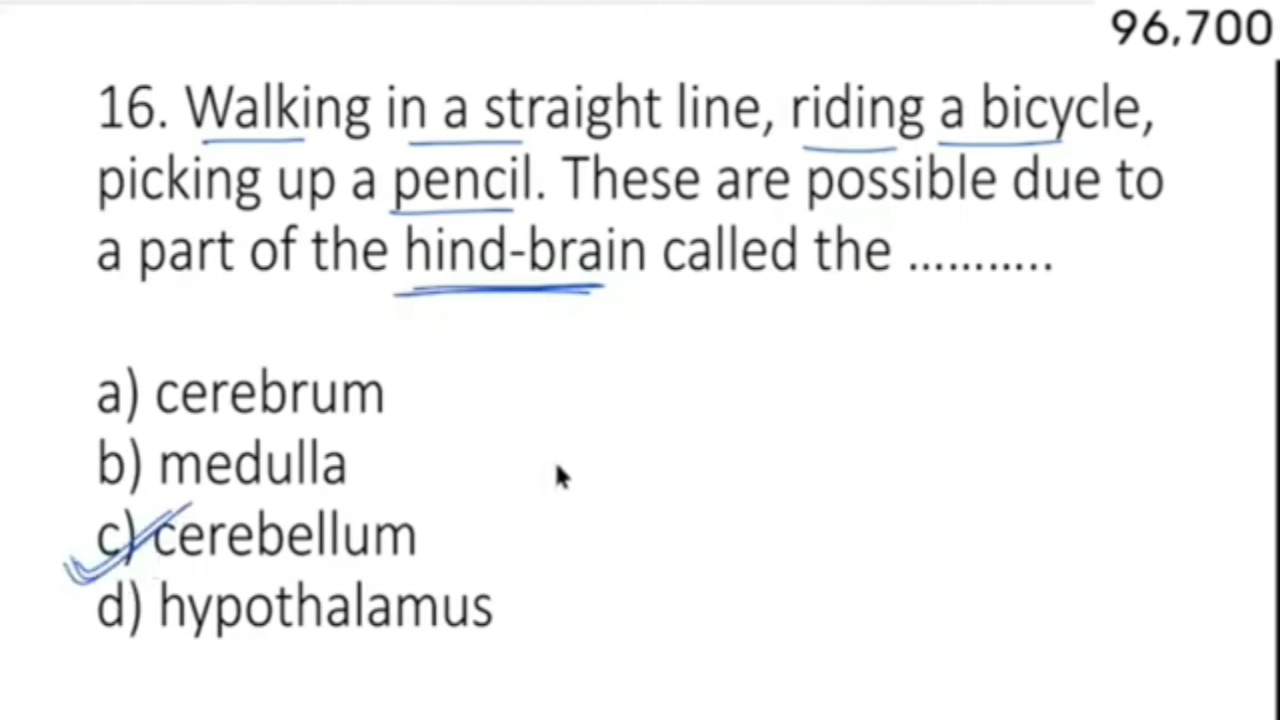 96,700
16. Walking in a straight line, riding a bicycle,
picking up a pencil. These are possible due to
a part of the hind-brain called the ...........
a) cerebrum
b) medulla
c) cerebellum
d) hypothalamus